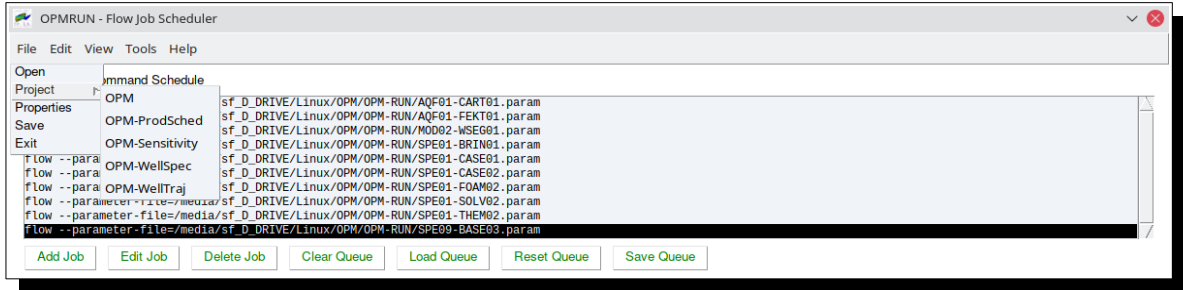 OPMRUN - Flow Job Scheduler
File Edit View Tools Help
Open
Project
Properties
Save
Exit
OPM
OPM-ProdSched
OPM-Sensitivity
OPM-WellSpec
OPM-WellTraj
ommand Schedule
sf_D_DRIVE/Linux/OPM/OPM-RUN/AQF01-CART01.param
sf_D_DRIVE/Linux/OPM/OPM-RUN/AQF01-FEKT01.param
sf_D_DRIVE/Linux/OPM/OPM-RUN/MOD02-WSEG01.param
sf_D_DRIVE/Linux/OPM/OPM-RUN/SPE01-BRIN01.param
flow --para sf_D_DRIVE/Linux/OPM/OPM-RUN/SPE01-CASE01.param
flow --para sf_D_DRIVE/Linux/OPM/OPM-RUN/SPE01-CASE02.param
flow --para sf_D_DRIVE/Linux/OPM/OPM-RUN/SPE01-FOAM02.param
flow --parameter-file=/media/sf_D_DRIVE/Linux/OPM/OPM-RUN/SPE01-SOLV02.param
flow --parameter-file=/media/sf_D_DRIVE/Linux/OPM/OPM-RUN/SPE01-THEM02.param
flow --parameter-file=/media/sf_D_DRIVE/Linux/OPM/OPM-RUN/SPE09-BASE03.param
Add Job Edit Job Delete Job Clear Queue Load Queue Reset Queue Save Queue